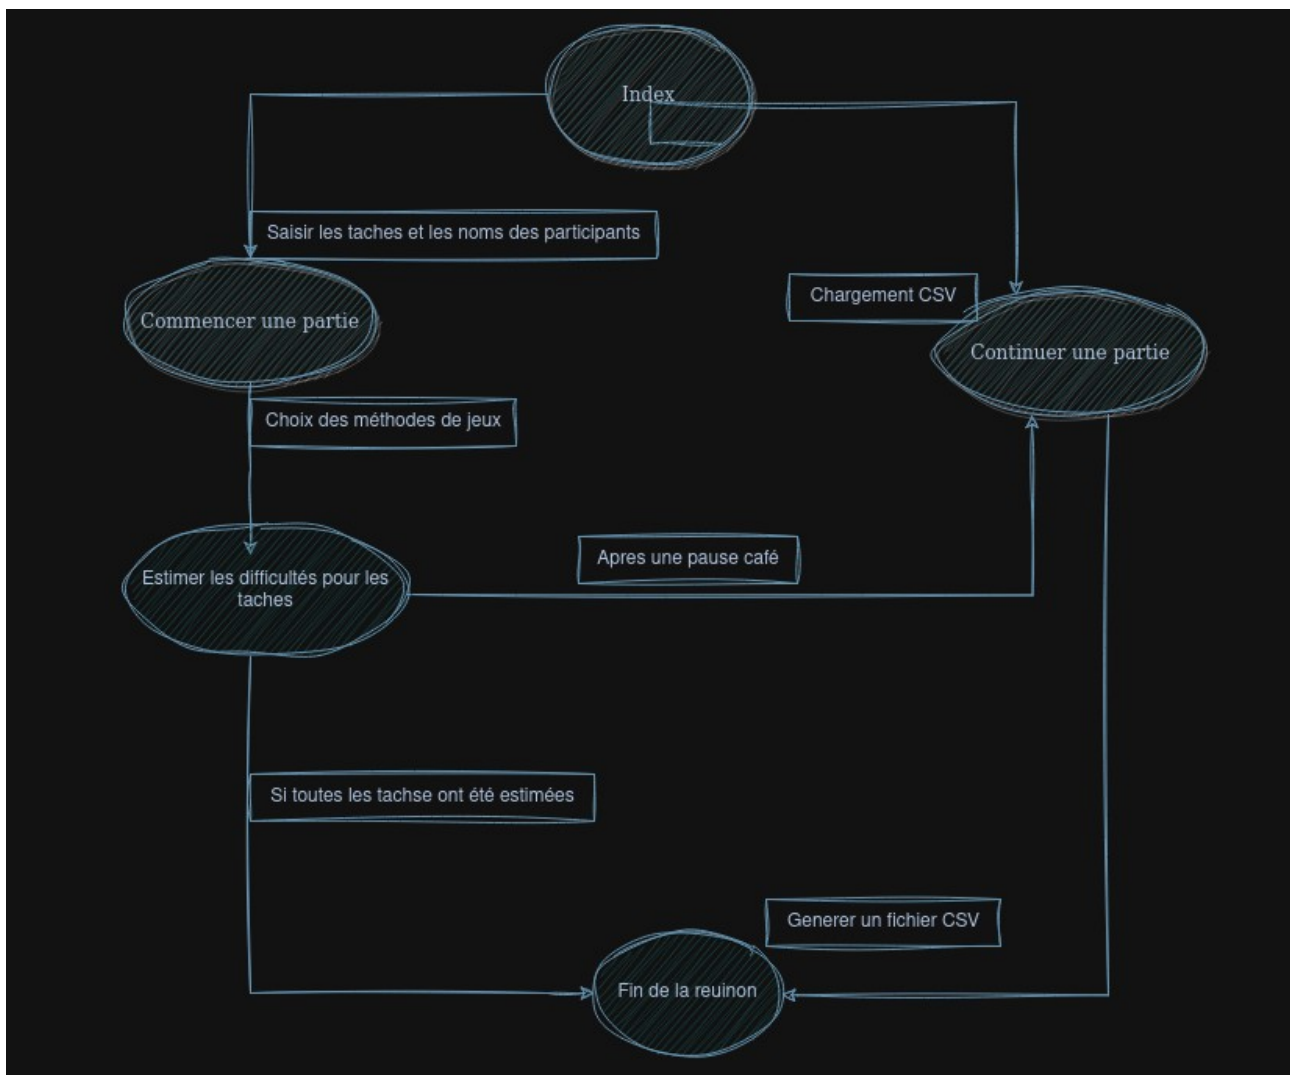 Index
Saisir les taches et les noms des participants
Chargement CSV
Commencer une partie
Continuer une partie
Choix des méthodes de jeux
Apres une pause café
Estimer les difficultés pour les
taches
Si toutes les tachse ont été estimées
Generer un fichier CSV
Fin de la reuinon